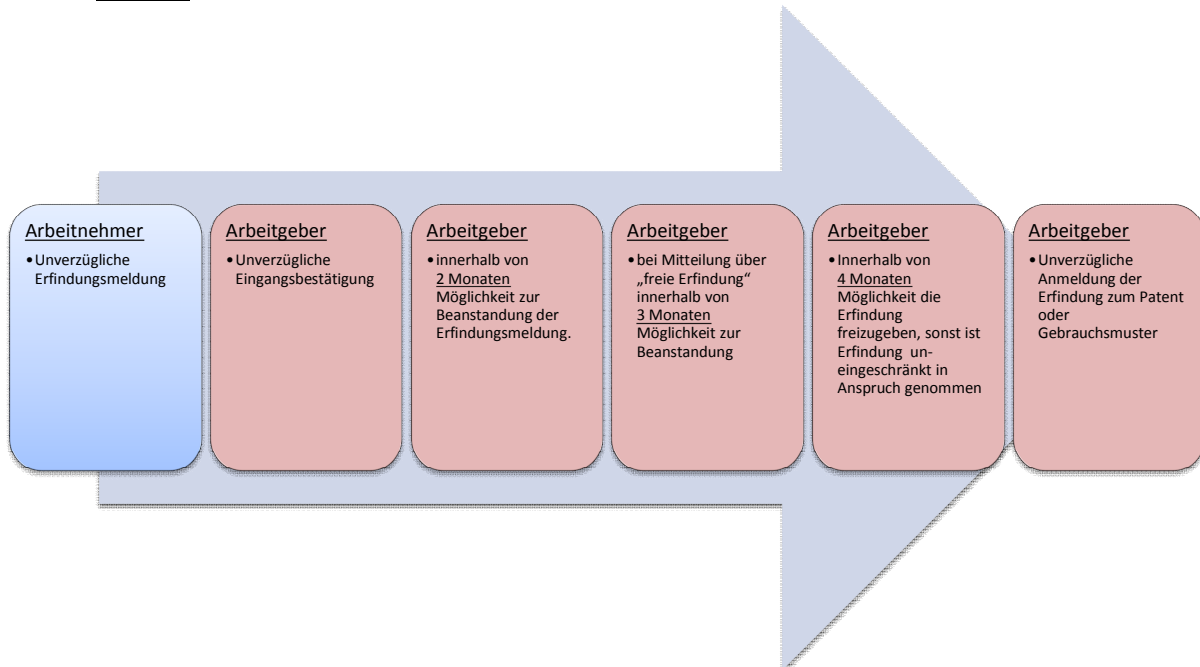 Arbeitnehmer
•Unverzügliche
Erfindungsmeldung
Arbeitgeber
•Unverzügliche
Eingangsbestätigung
Arbeitgeber
•innerhalb von
2 Monaten
Möglichkeit zur
Beanstandung der
Erfindungsmeldung.
Arbeitgeber
•bei Mitteilung über
„freie Erfindung“
innerhalb von
3 Monaten
Möglichkeit zur
Beanstandung
Arbeitgeber
•Innerhalb von
4 Monaten
Möglichkeit die
Erfindung
freizugeben, sonst ist
Erfindung un-
eingeschränkt in
Anspruch genommen
Arbeitgeber
•Unverzügliche
Anmeldung der
Erfindung zum Patent
oder
Gebrauchsmuster